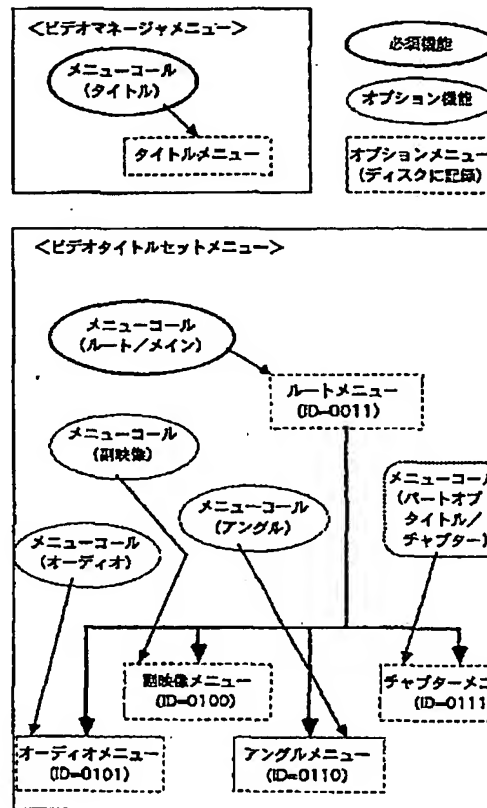 <ビデオマネージャメニュー>
メニューコール
(タイトル)
タイトルメニュー
必須機能
オプション機能
オプションメニュー
(ディスクに記録)
<ビデオタイトルセットメニュー>
メニューコール
(ルート/メイン)
ルートメニュー
(ID=0011)
メニューコール
(副映像)
メニューコール
(アングル)
メニューコール
(パートオブ
タイトル/
チャプター)
メニューコール
(オーディオ)
副映像メニュー
(ID=0100)
チャプターメニ
(ID=0111
オーディオメニュー
(ID=0101)
アングルメニュー
(ID=0110)